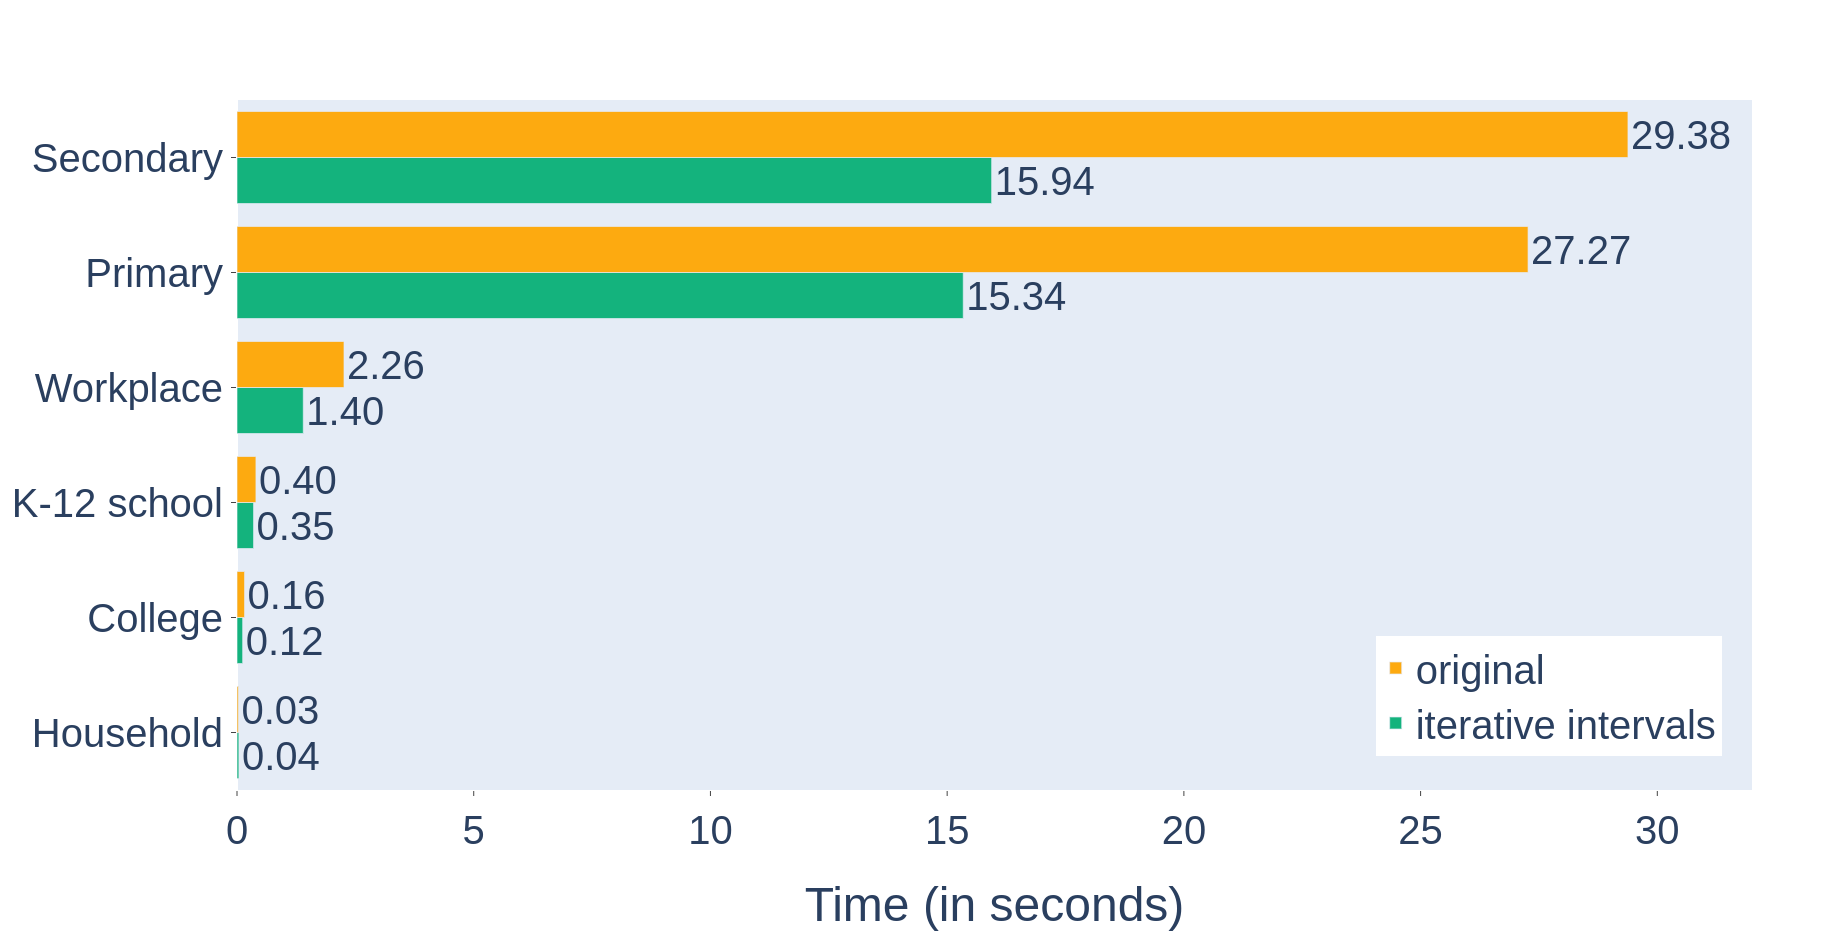 Secondary
29.38
15.94
Primary
27.27
15.34
Workplace
2.26
1.40
K-12 school
0.40
0.35
College
0.16
0.12
Household
0.03
0.04
original
iterative intervals
0 5 10 15 20 25 30
Time (in seconds)